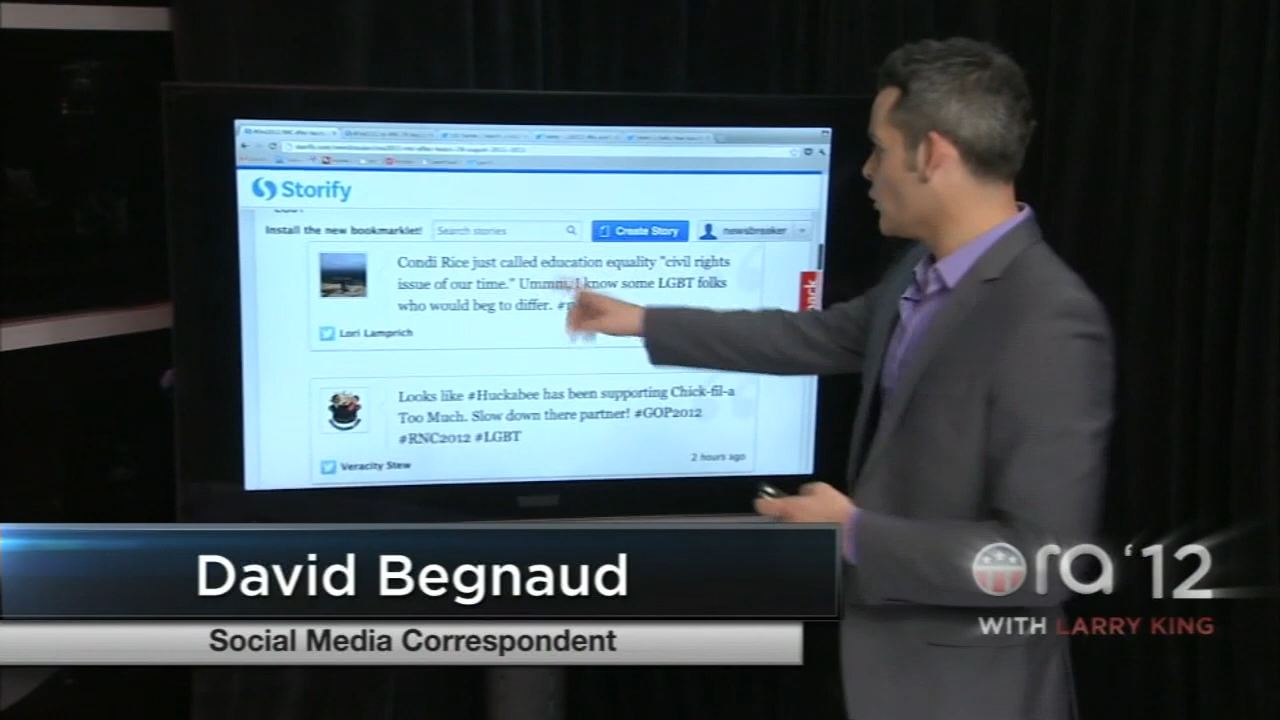 Storify
Install the new bookmarklet!
Search stories
Create Story
newsbreaker
Condi Rice just called education equality "civil rights
issue of our time." Ummm, I know some LGBT folks
who would beg to differ.
Lori Lamprich
Looks like #Huckabee has been supporting Chick-fil-a
Too Much. Slow down there partner! #GOP2012
#RNC2012 #LGBT
2 hours ago
Veracity Stew
David Begnaud
Social Media Correspondent
ora '12
WITH LARRY KING